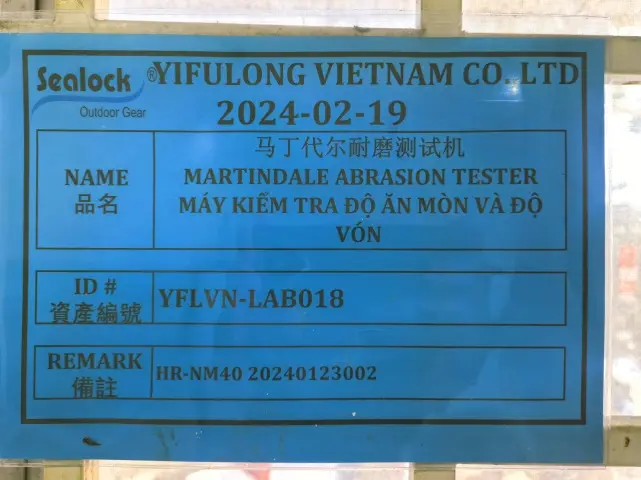 Sealock® YIFULONG VIETNAM CO. LTD
Outdoor Gear
2024-02-19
NAME
品名
马丁代尔耐磨测试机
MARTINDALE ABRASION TESTER
MÁY KIỂM TRA ĐỘ ĂN MÒN VÀ ĐỘ
VÓN
ID #
資產編號
YFLVN-LAB018
REMARK
備註
HR-NM40 20240123002